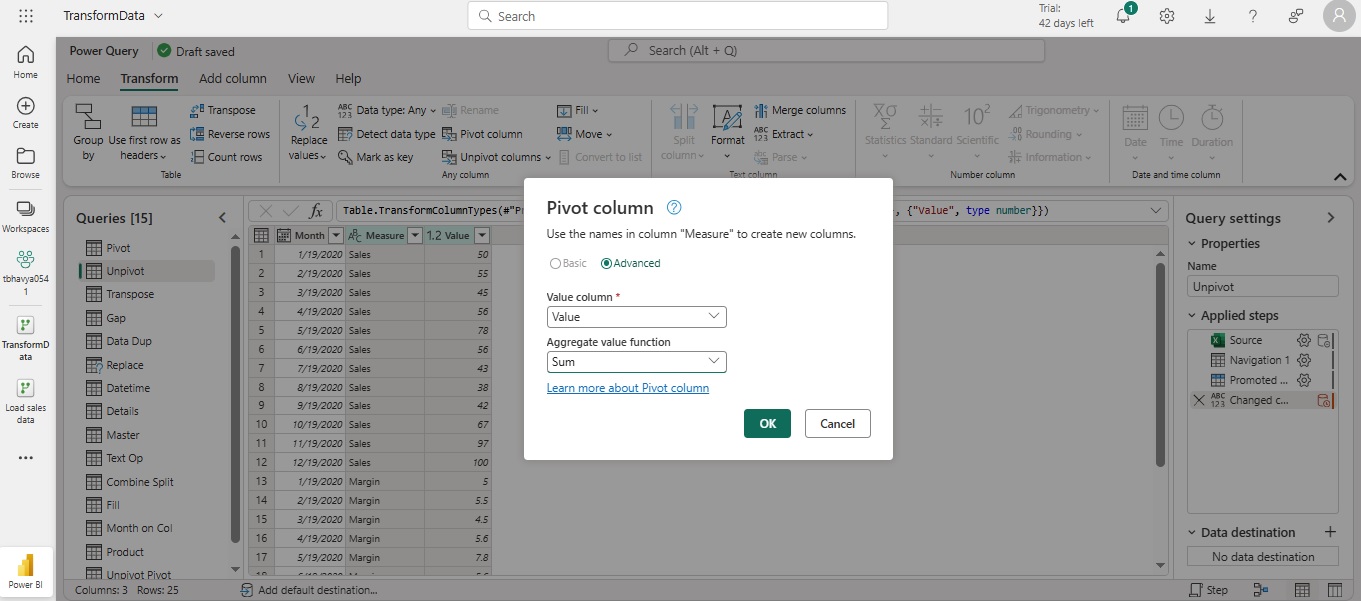 TransformData
Search
Trial:
42 days left
1
Home
Create
Browse
Workspaces
tbhavya054
1
TransformD
ata
Load sales
data
Power BI
Power Query
Draft saved
Search (Alt + Q)
Home
Transform
Add column
View
Help
Group
by
Use first row as
headers
Transpose
Reverse rows
Count rows
Table
Replace
values
Data type: Any
Detect data type
Mark as key
Rename
Pivot column
Unpivot columns
Fill
Move
Convert to list
Any column
Split
column
Format
Merge columns
Extract
Parse
Text column
Statistics
Standard
Scientific
Trigonometry
Rounding
Information
Number column
Date
Time
Duration
Date and time column
Queries [15]
Pivot
Unpivot
Transpose
Gap
Data Dup
Replace
Datetime
Details
Master
Text Op
Combine Split
Fill
Month on Col
Product
Unpivot Pivot
fx
Table.TransformColumnTypes(#"Pr
, {"Value", type number}})
Month
Measure
1.2 Value
1 1/19/2020 Sales 50
2 2/19/2020 Sales 55
3 3/19/2020 Sales 45
4 4/19/2020 Sales 56
5 5/19/2020 Sales 78
6 6/19/2020 Sales 56
7 7/19/2020 Sales 43
8 8/19/2020 Sales 38
9 9/19/2020 Sales 42
10 10/19/2020 Sales 67
11 11/19/2020 Sales 97
12 12/19/2020 Sales 100
13 1/19/2020 Margin 5
14 2/19/2020 Margin 5.5
15 3/19/2020 Margin 4.5
16 4/19/2020 Margin 5.6
17 5/19/2020 Margin 7.8
Pivot column
Use the names in column "Measure" to create new columns.
Basic
Advanced
Value column *
Value
Aggregate value function
Sum
Learn more about Pivot column
OK
Cancel
Query settings
Properties
Name
Unpivot
Applied steps
Source
Navigation 1
Promoted ...
Changed c...
Data destination
No data destination
Columns: 3 Rows: 25
Add default destination...
Step